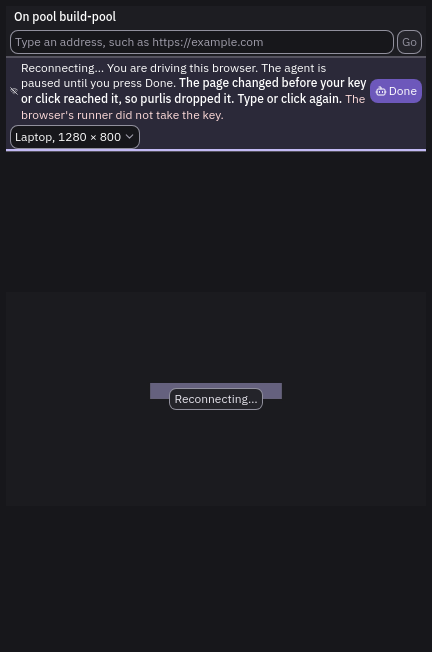 On pool build-pool
Type an address, such as https://example.com
Go
Reconnecting... You are driving this browser. The agent is
paused until you press Done. The page changed before your key
or click reached it, so purlis dropped it. Type or click again. The
browser's runner did not take the key.
Done
Laptop, 1280 × 800
Reconnecting...